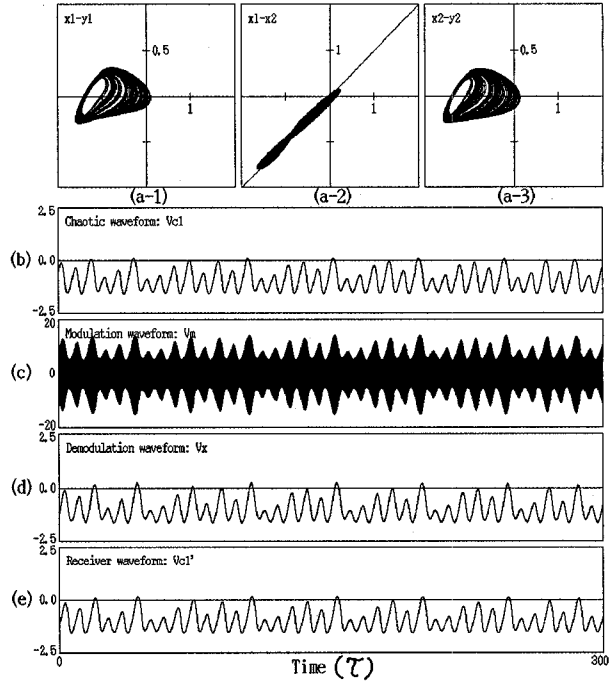 x1-y1
0.5
1
x1-x2
1
1
x2-y2
0.5
1
(a-1)
(a-2)
(a-3)
2.5
Chaotic waveform: Vc1
(b)
0.0
-2.5
20
Modulation waveform: Vm
(c)
0
-20
2.5
Demodulation waveform: Vx
(d)
0.0
-2.5
2.5
Receiver waveform: Vc1'
(e)
0.0
-2.5
0
Time (τ)
300